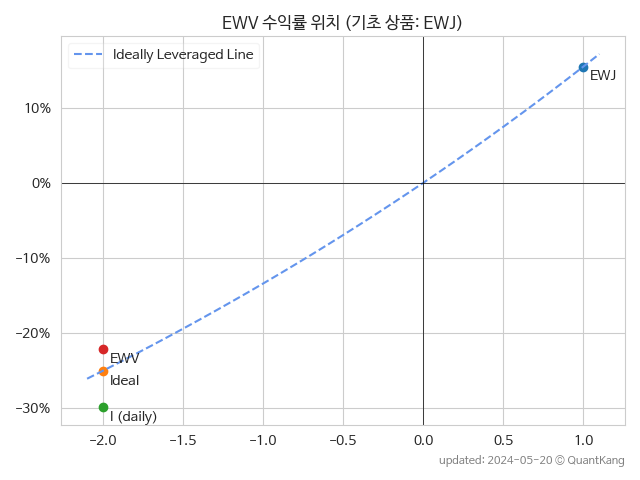 EWV 수익률 위치 (기초 상품: EWJ)
Ideally Leveraged Line
EWJ
10%
0%
−10%
−20%
−30%
EWV
Ideal
I (daily)
−2.0 −1.5 −1.0 −0.5 0.0 0.5 1.0
updated: 2024-05-20 © QuantKang